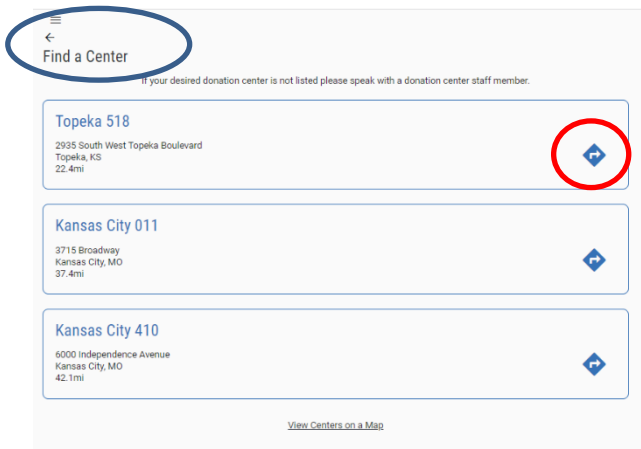 Find a Center
If your desired donation center is not listed please speak with a donation center staff member.
Topeka 518
2935 South West Topeka Boulevard
Topeka, KS
22.4mi
Kansas City 011
3715 Broadway
Kansas City, MO
37.4mi
Kansas City 410
6000 Independence Avenue
Kansas City, MO
42.1mi
View Centers on a Map